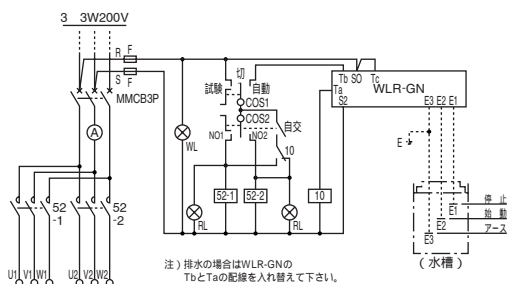 3 3W200V
R F
S F
MMCB3P
A
WL
切
試験 自動
COS1
COS2
自交
NO1 NO2
10
52-1 52-2 10
RL RL
Tb SO Tc
Ta WLR-GN
S2
E3 E2 E1
E
停止
始動
アース
E1
E2
E3
(水槽)
52
-1
52
-2
U1 V1 W1 U2 V2 W2
注)排水の場合はWLR-GNの
TbとTaの配線を入れ替えて下さい。